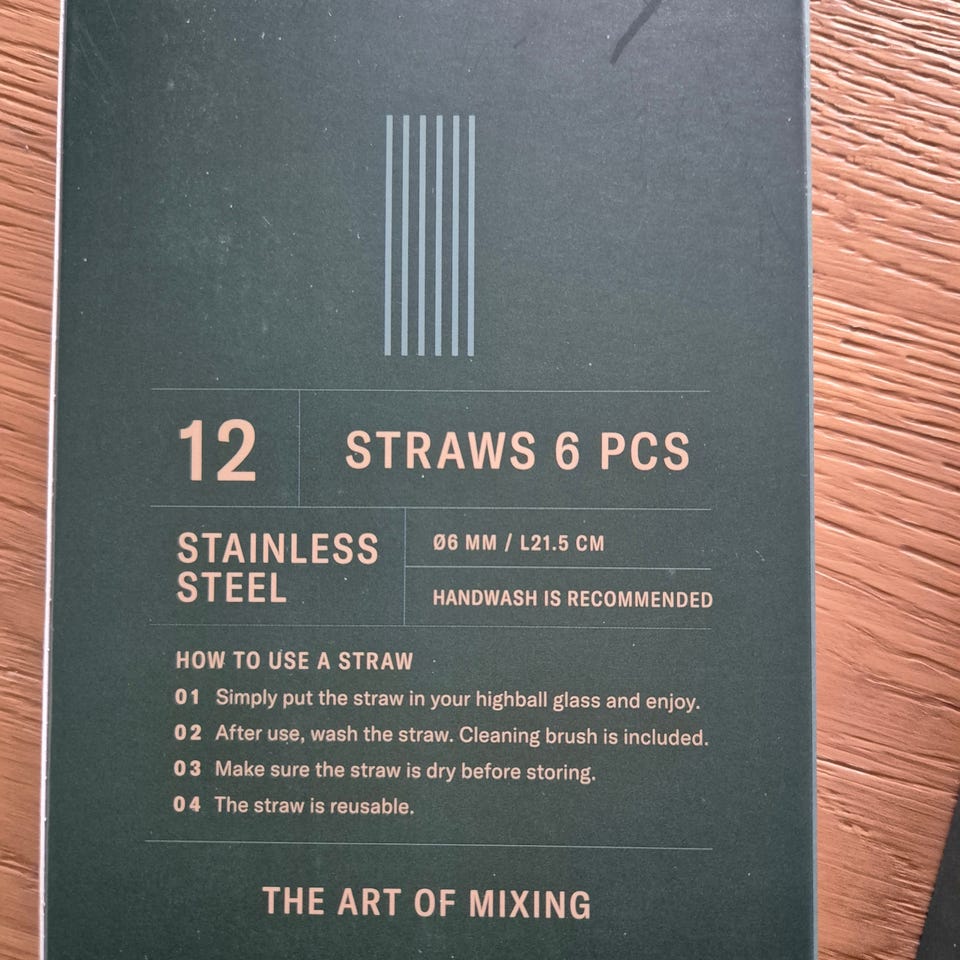 12
STRAWS 6 PCS
STAINLESS
STEEL
Ø6 MM / L21.5 CM
HANDWASH IS RECOMMENDED
HOW TO USE A STRAW
01 Simply put the straw in your highball glass and enjoy.
02 After use, wash the straw. Cleaning brush is included.
03 Make sure the straw is dry before storing.
04 The straw is reusable.
THE ART OF MIXING